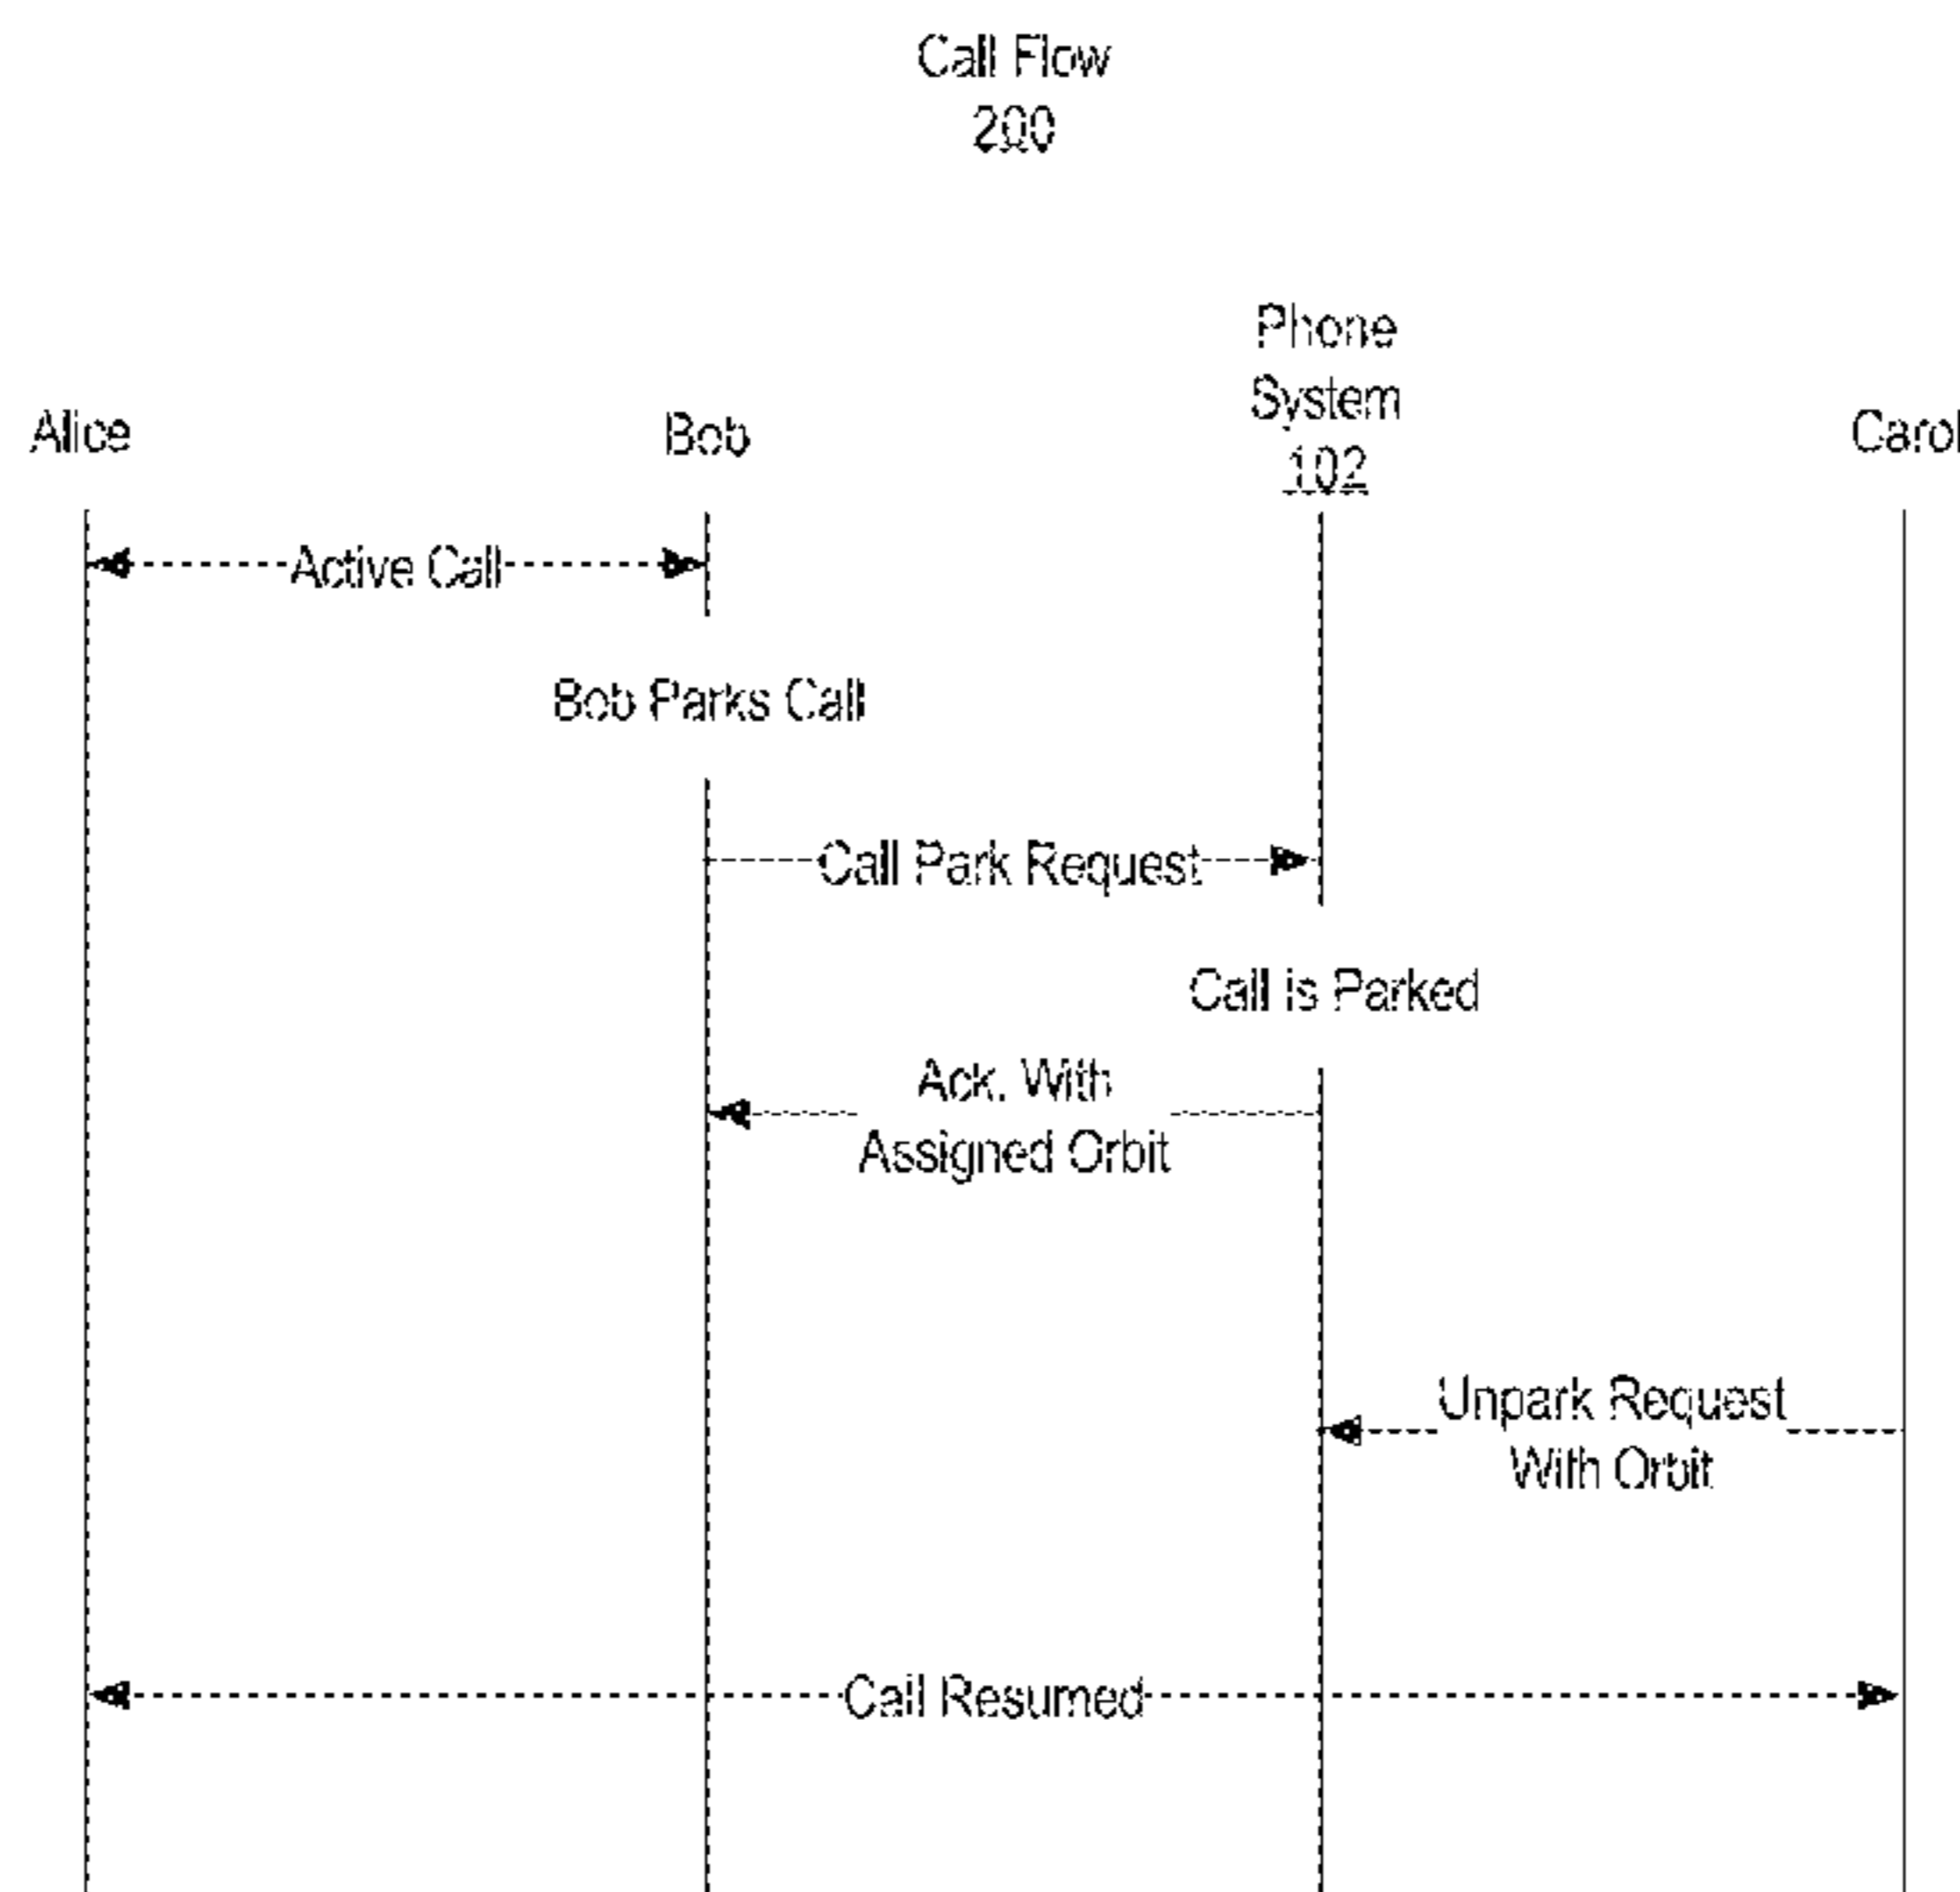 Call Flow
200
Phone
System
102
Alice
Bob
Carol
Active Call
Bob Parks Call
Call Park Request
Call is Parked
Ack. With
Assigned Orbit
Unpark Request
With Orbit
Call Resumed